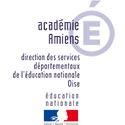 académie
Amiens
direction des services
départementaux
de l'éducation nationale
Oise
éducation
nationale